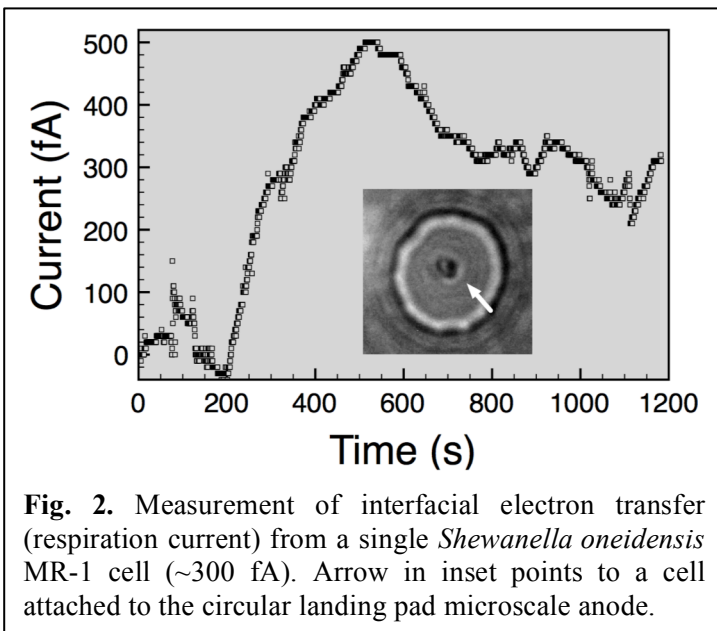 500
400
300
200
100
0
Current (fA)
0 200 400 600 800 1000 1200
Time (s)
Fig. 2. Measurement of interfacial electron transfer
(respiration current) from a single Shewanella oneidensis
MR-1 cell (~300 fA). Arrow in inset points to a cell
attached to the circular landing pad microscale anode.